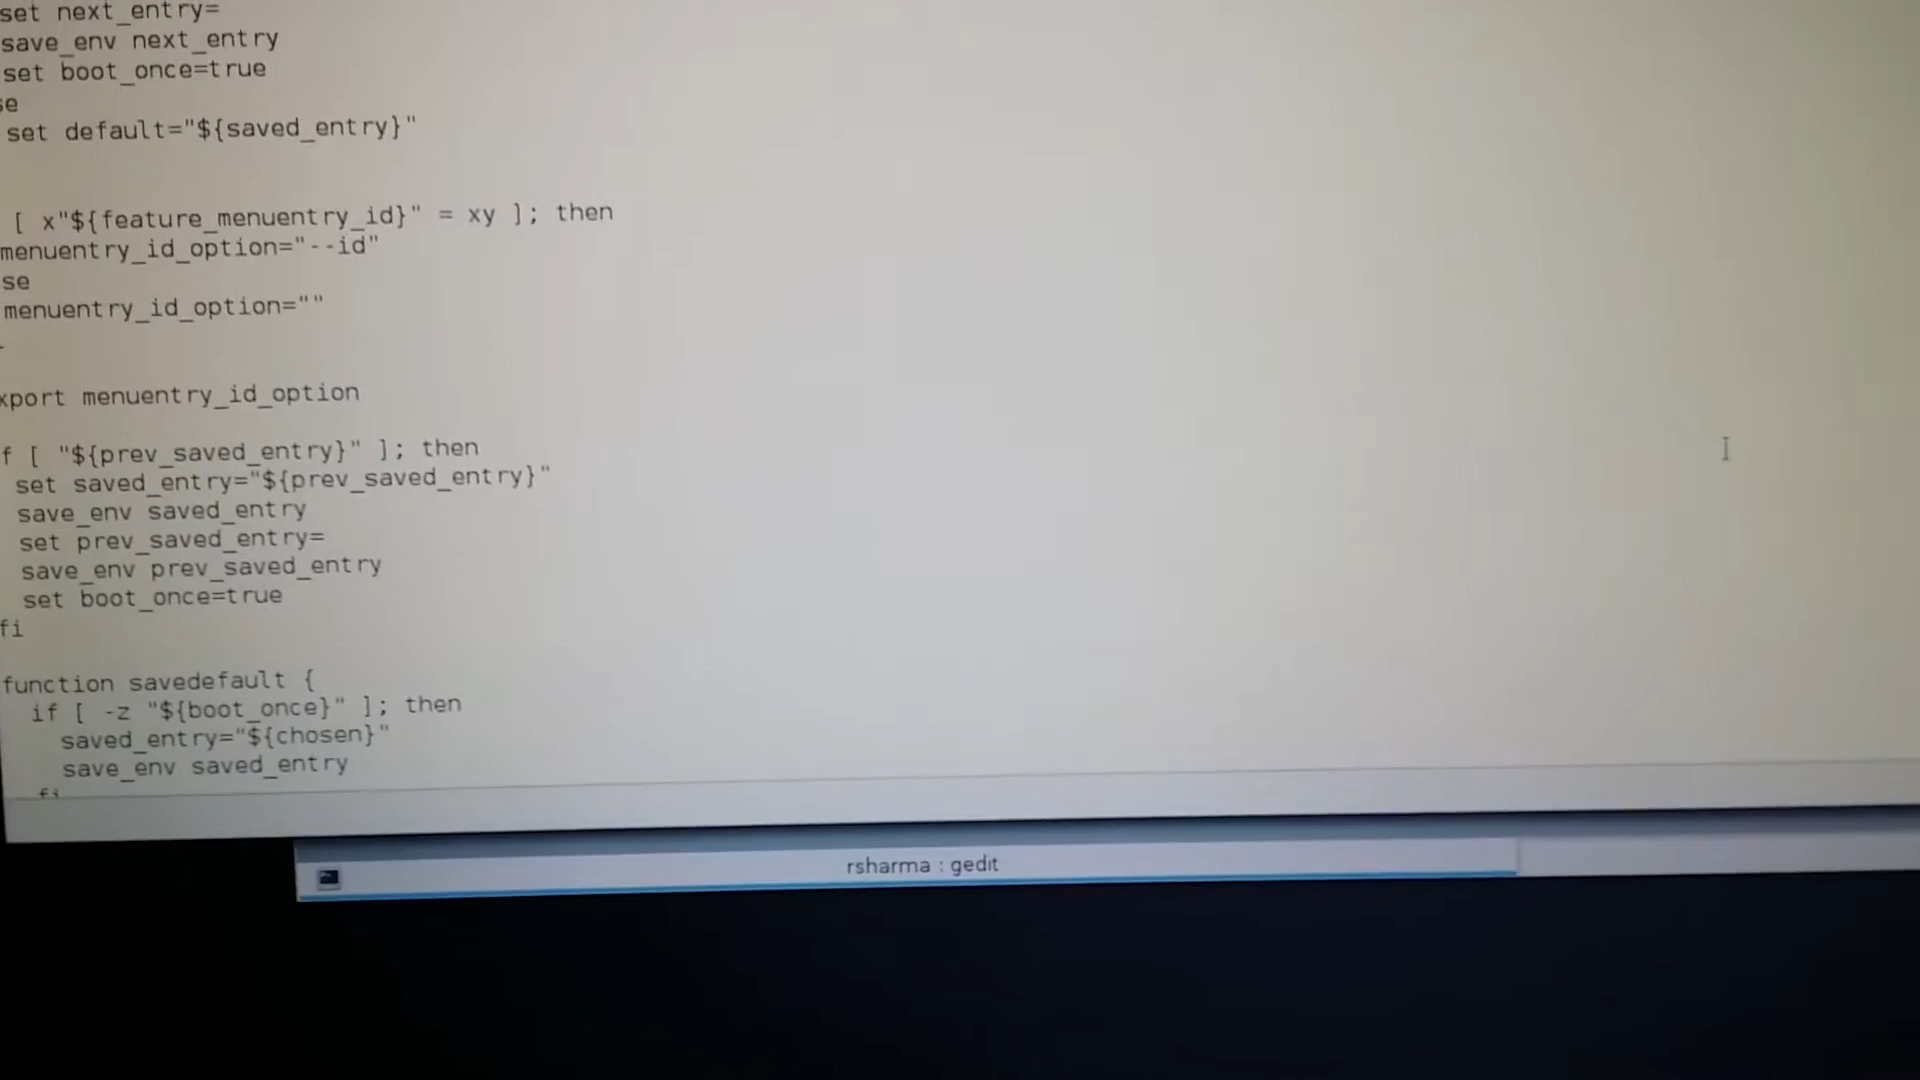 set next_entry=
save_env next_entry
set boot_once=true
se
set default="${saved_entry}"
[ x"${feature_menuentry_id}" = xy ]; then
menuentry_id_option="--id"
se
menuentry_id_option=""
xport menuentry_id_option
f [ "${prev_saved_entry}" ]; then
set saved_entry="${prev_saved_entry}"
save_env saved_entry
set prev_saved_entry=
save_env prev_saved_entry
set boot_once=true
fi
function savedefault {
if [ -z "${boot_once}" ]; then
saved_entry="${chosen}"
save_env saved_entry
fi
rsharma : gedit